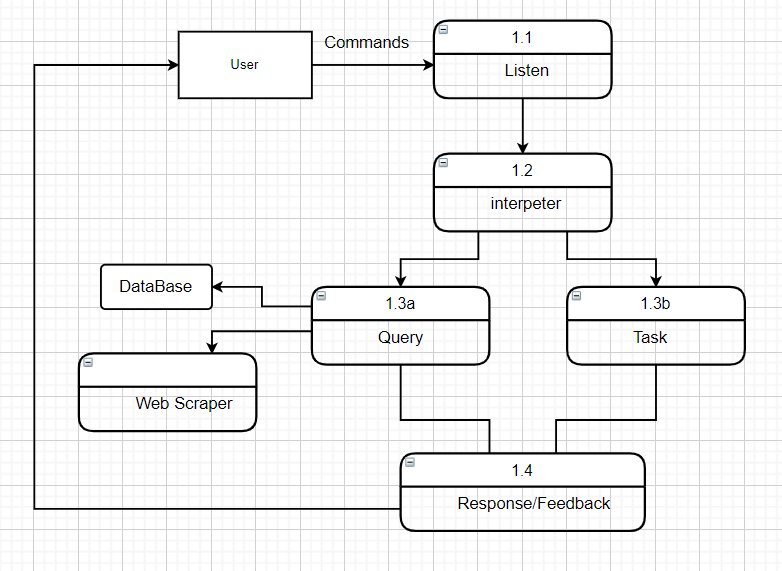 User
Commands
1.1
Listen
1.2
interpeter
DataBase
1.3a
Query
1.3b
Task
Web Scraper
1.4
Response/Feedback